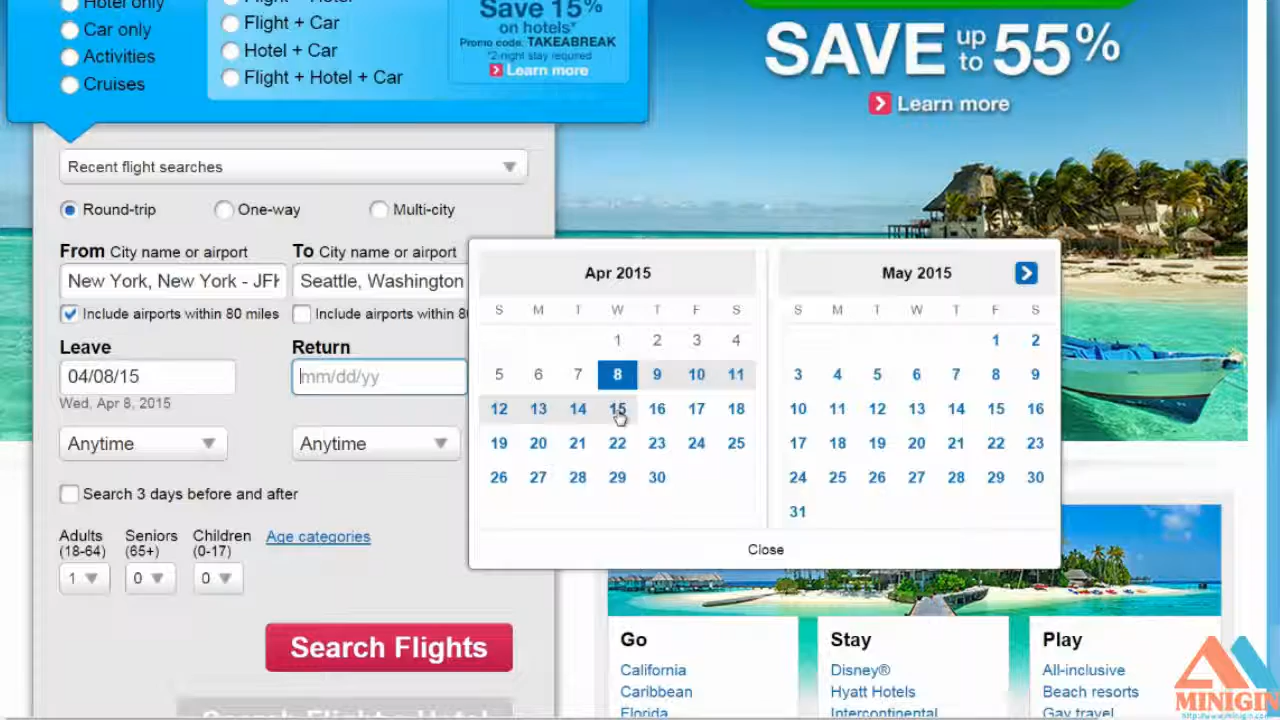 Hotel only
Car only
Activities
Cruises
Flight + Hotel
Flight + Car
Hotel + Car
Flight + Hotel + Car
Save 15%
on hotels*
Promo code: TAKEABREAK
*2-night stay required
Learn more
SAVE up to 55%
Learn more
Recent flight searches
Round-trip
One-way
Multi-city
From City name or airport
To City name or airport
New York, New York - JFK
Seattle, Washington
Include airports within 80 miles
Include airports within 8
Leave
Return
04/08/15
mm/dd/yy
Wed, Apr 8, 2015
Anytime
Anytime
Search 3 days before and after
Adults
(18-64)
Seniors
(65+)
Children
(0-17)
Age categories
1
0
0
Search Flights
Apr 2015
S M T W T F S
1 2 3 4
5 6 7 8 9 10 11
12 13 14 15 16 17 18
19 20 21 22 23 24 25
26 27 28 29 30
May 2015
S M T W T F S
1 2
3 4 5 6 7 8 9
10 11 12 13 14 15 16
17 18 19 20 21 22 23
24 25 26 27 28 29 30
31
Close
Go
California
Caribbean
Florida
Stay
Disney®
Hyatt Hotels
Intercontinental
Play
All-inclusive
Beach resorts
Gay travel
MINIGIN